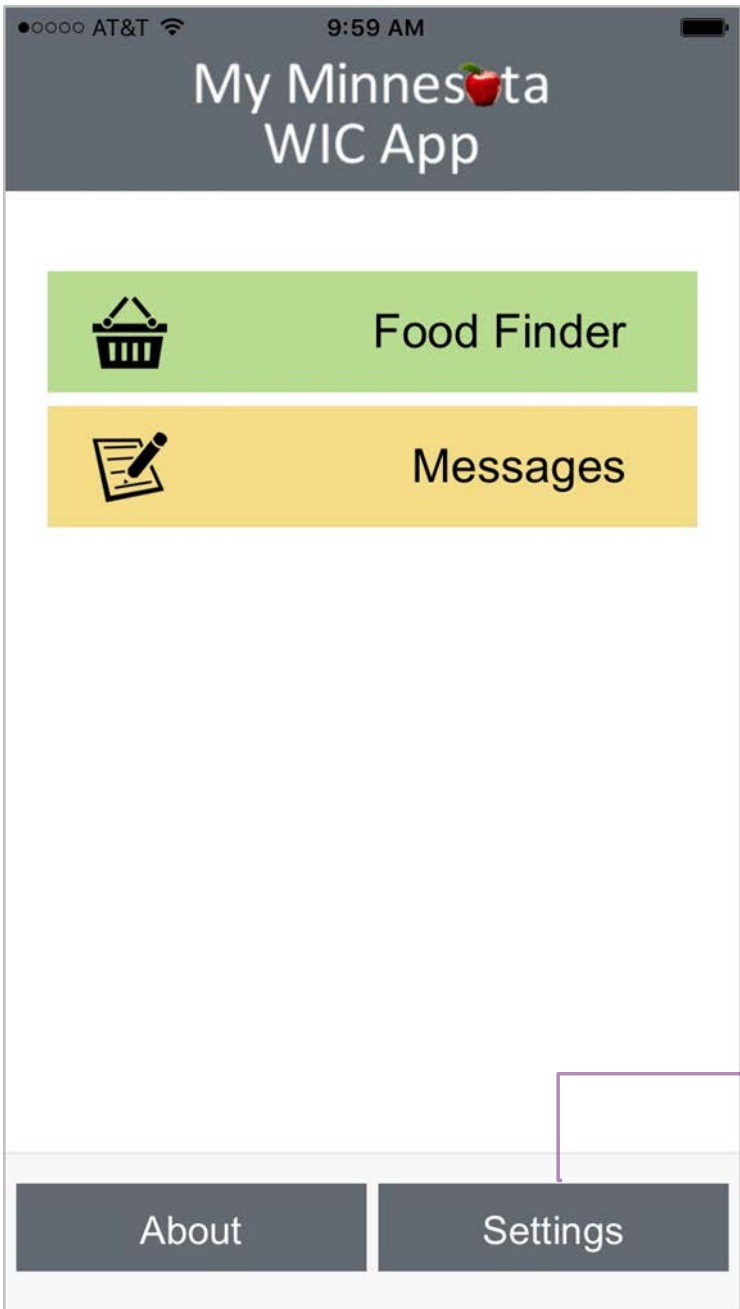 AT&T 9:59 AM
My Minnesota
WIC App
Food Finder
Messages
About Settings